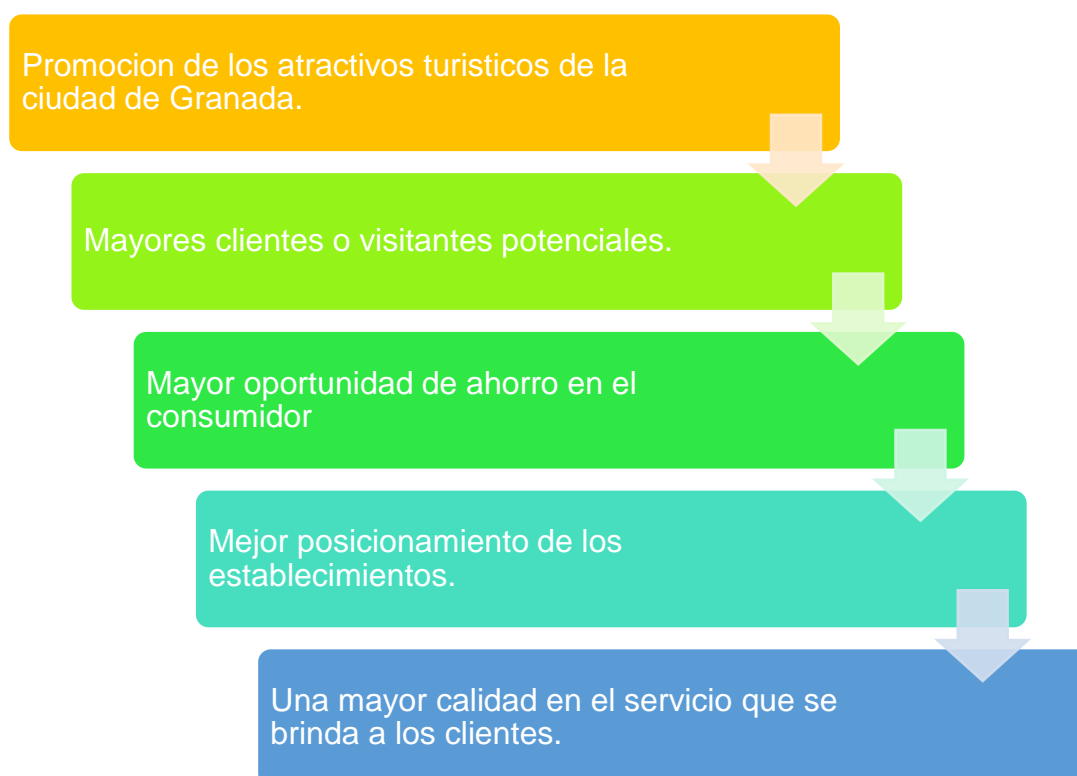 Promocion de los atractivos turisticos de la
ciudad de Granada.
Mayores clientes o visitantes potenciales.
Mayor oportunidad de ahorro en el
consumidor
Mejor posicionamiento de los
establecimientos.
Una mayor calidad en el servicio que se
brinda a los clientes.